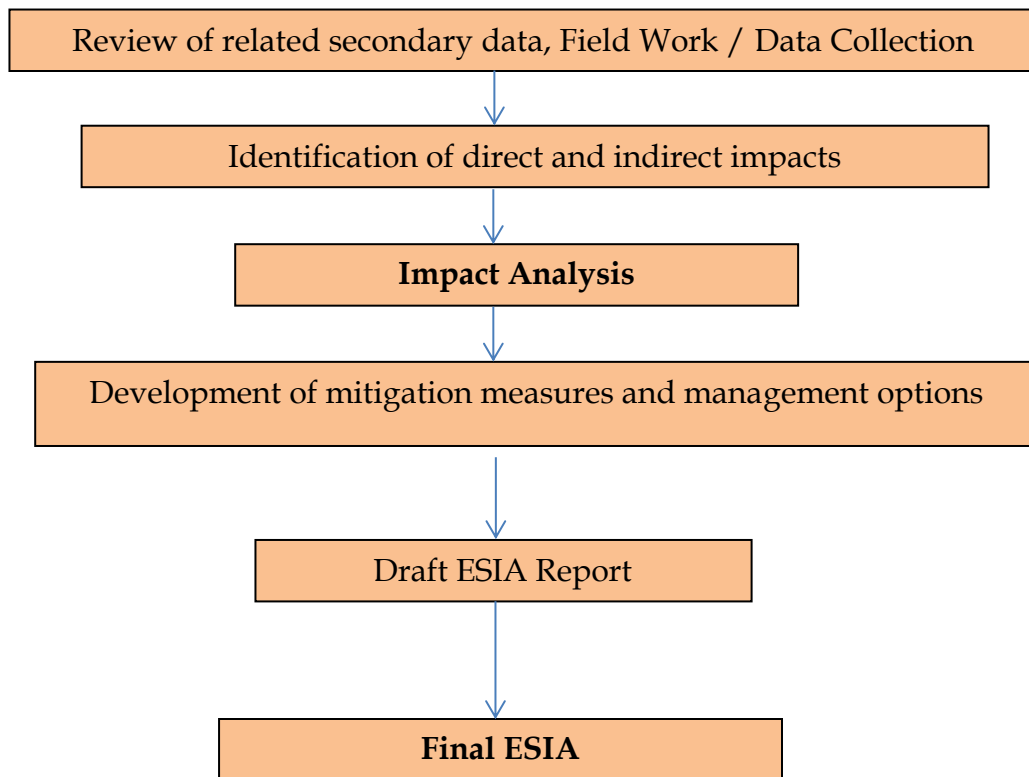 Review of related secondary data, Field Work / Data Collection
Identification of direct and indirect impacts
Impact Analysis
Development of mitigation measures and management options
Draft ESIA Report
Final ESIA